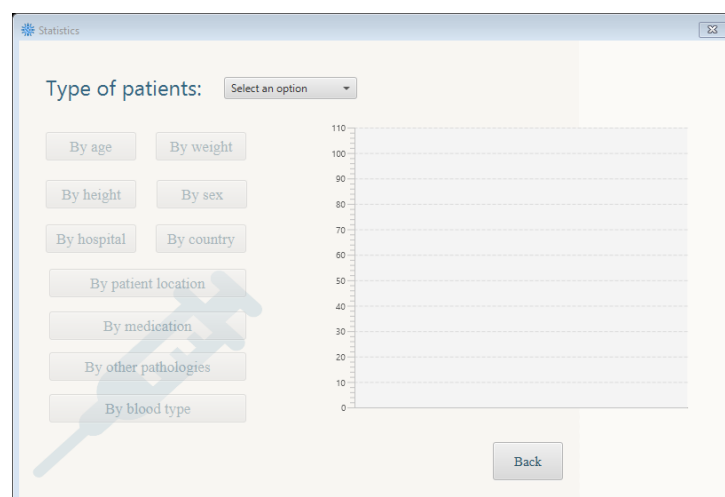 Statistics
Type of patients:
Select an option
By age
By weight
By height
By sex
By hospital
By country
By patient location
By medication
By other pathologies
By blood type
110
100
90
80
70
60
50
40
30
20
10
0
Back